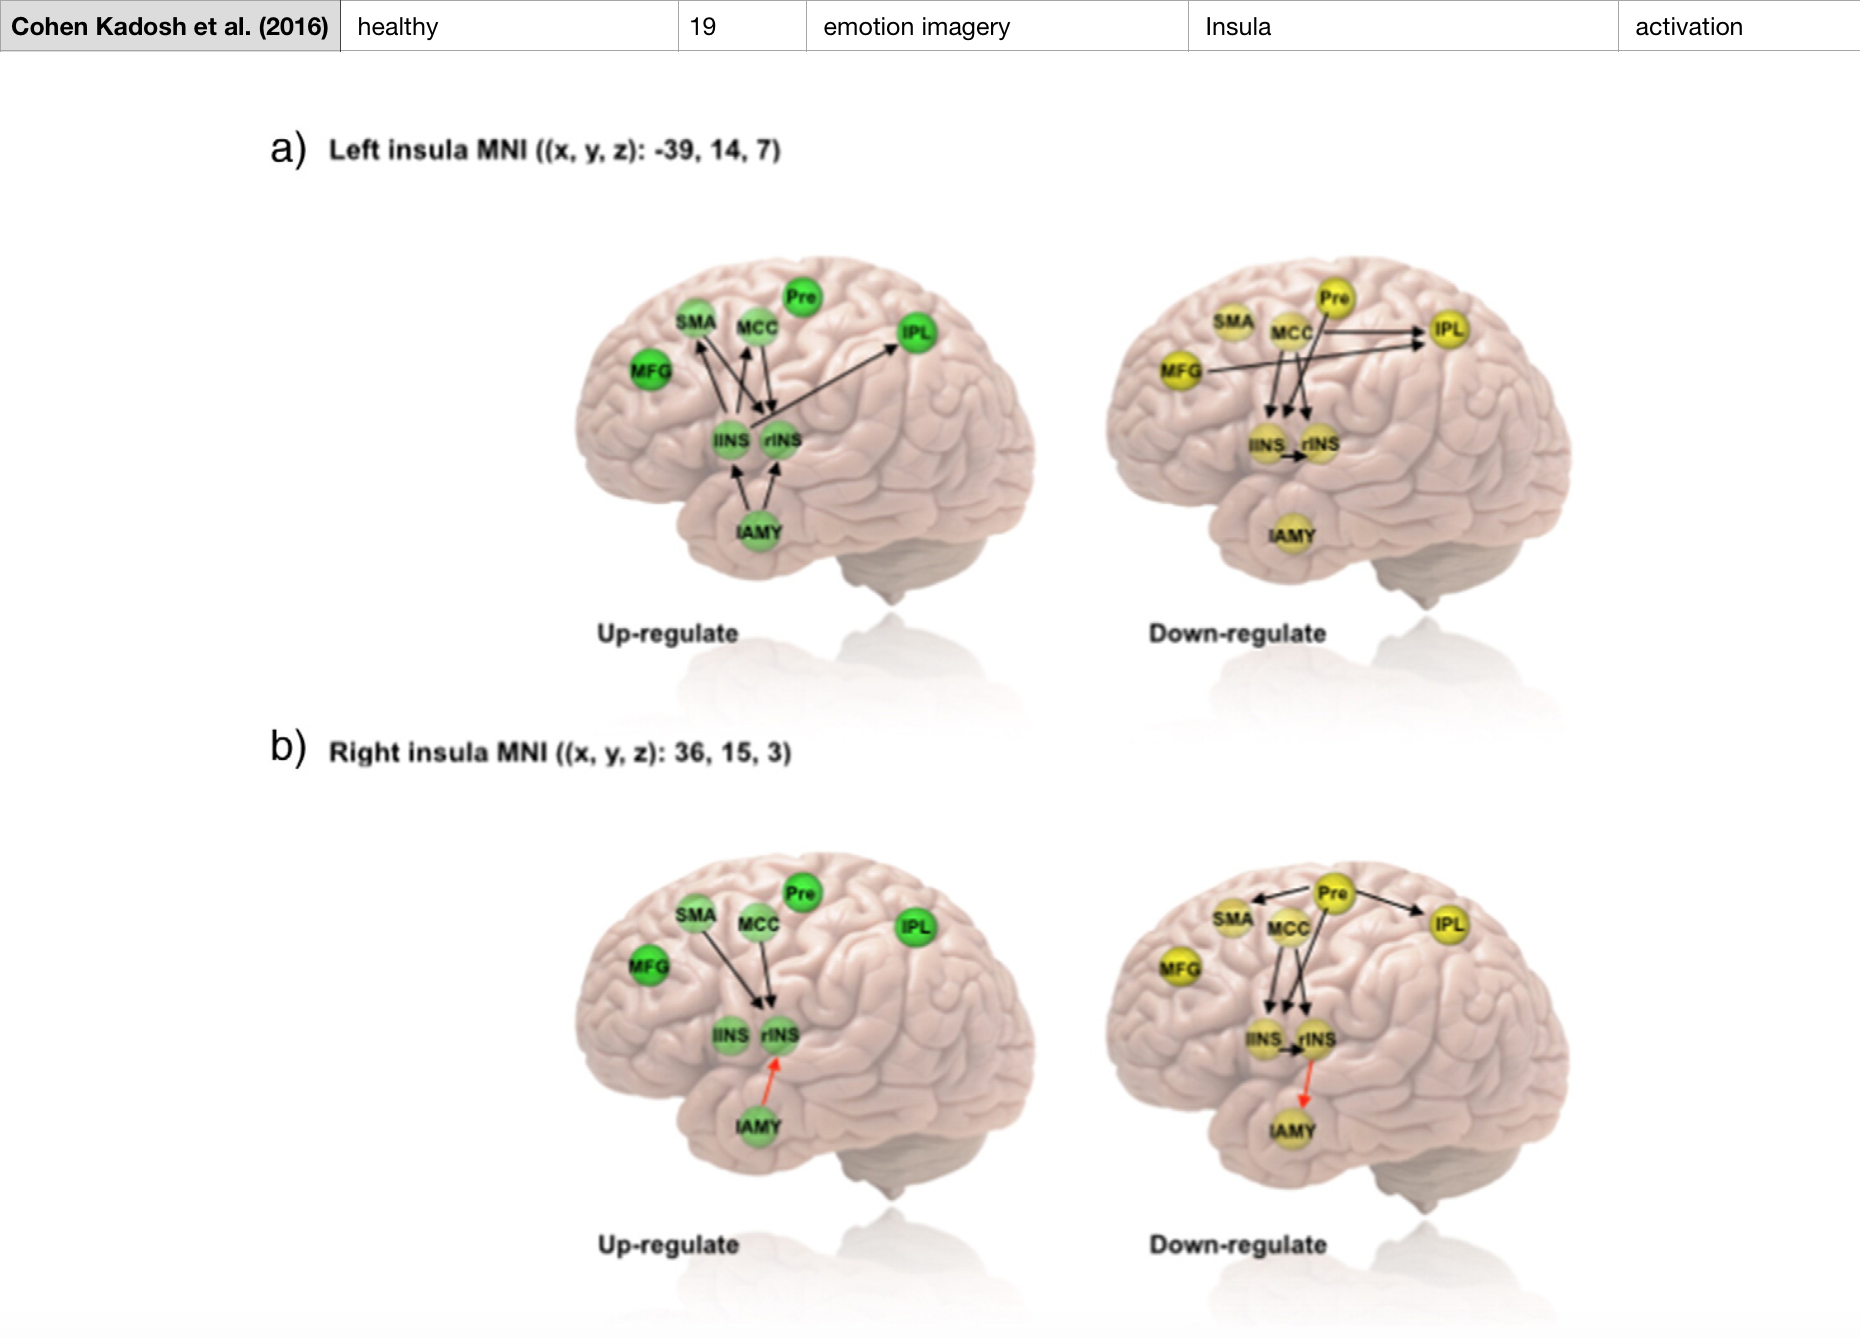 Cohen Kadosh et al. (2016) healthy 19 emotion imagery Insula activation
a) Left insula MNI ((x, y, z): -39, 14, 7)
Pre Pre
SMA MCC IPL SMA MCC IPL
MFG MFG
lINS rINS lINS rINS
lAMY lAMY
Up-regulate Down-regulate
b) Right insula MNI ((x, y, z): 36, 15, 3)
Pre Pre
SMA MCC IPL SMA MCC IPL
MFG MFG
lINS rINS lINS rINS
lAMY lAMY
Up-regulate Down-regulate